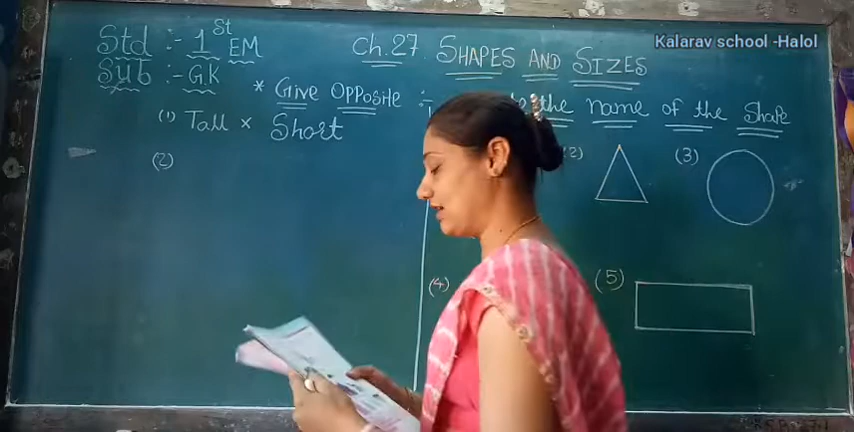 Kalarav school -Halol
Std :- 1st EM
Ch. 27 SHAPES AND SIZES
Sub :- GK
* Give Opposite :
the name of the Shape
(1) Tall × Short
(2)
(2)
(3)
(4)
(5)